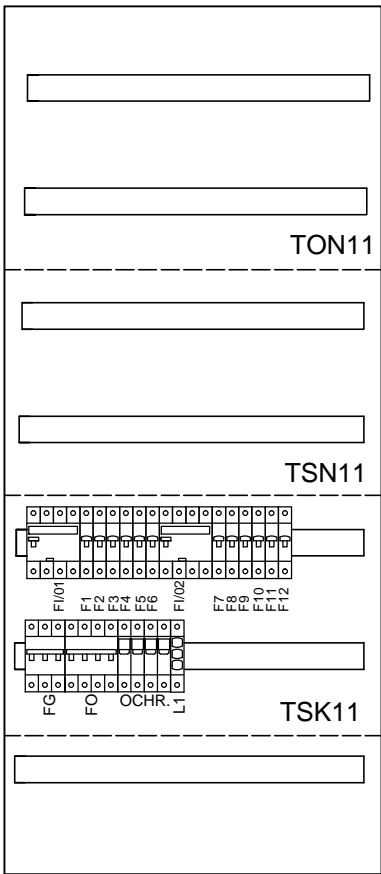 TON11
TSN11
FI/01 F1 F2 F3 F4 F5 F6 FI/02 F7 F8 F9 F10 F11 F12
FG FO OCHR. L1
TSK11